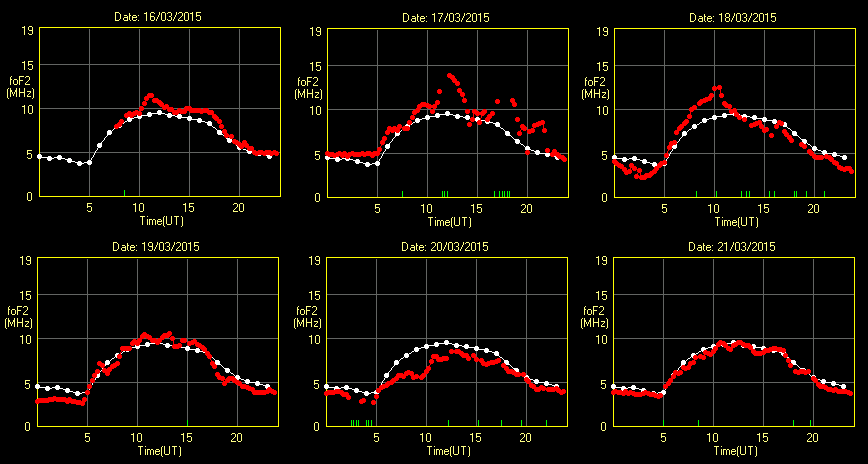 Date: 16/03/2015
19
15
foF2
(MHz)
10
5
0
5
10
15
20
Time(UT)
Date: 17/03/2015
19
15
foF2
(MHz)
10
5
0
5
10
15
20
Time(UT)
Date: 18/03/2015
19
15
foF2
(MHz)
10
5
0
5
10
15
20
Time(UT)
Date: 19/03/2015
19
15
foF2
(MHz)
10
5
0
5
10
15
20
Time(UT)
Date: 20/03/2015
19
15
foF2
(MHz)
10
5
0
5
10
15
20
Time(UT)
Date: 21/03/2015
19
15
foF2
(MHz)
10
5
0
5
10
15
20
Time(UT)